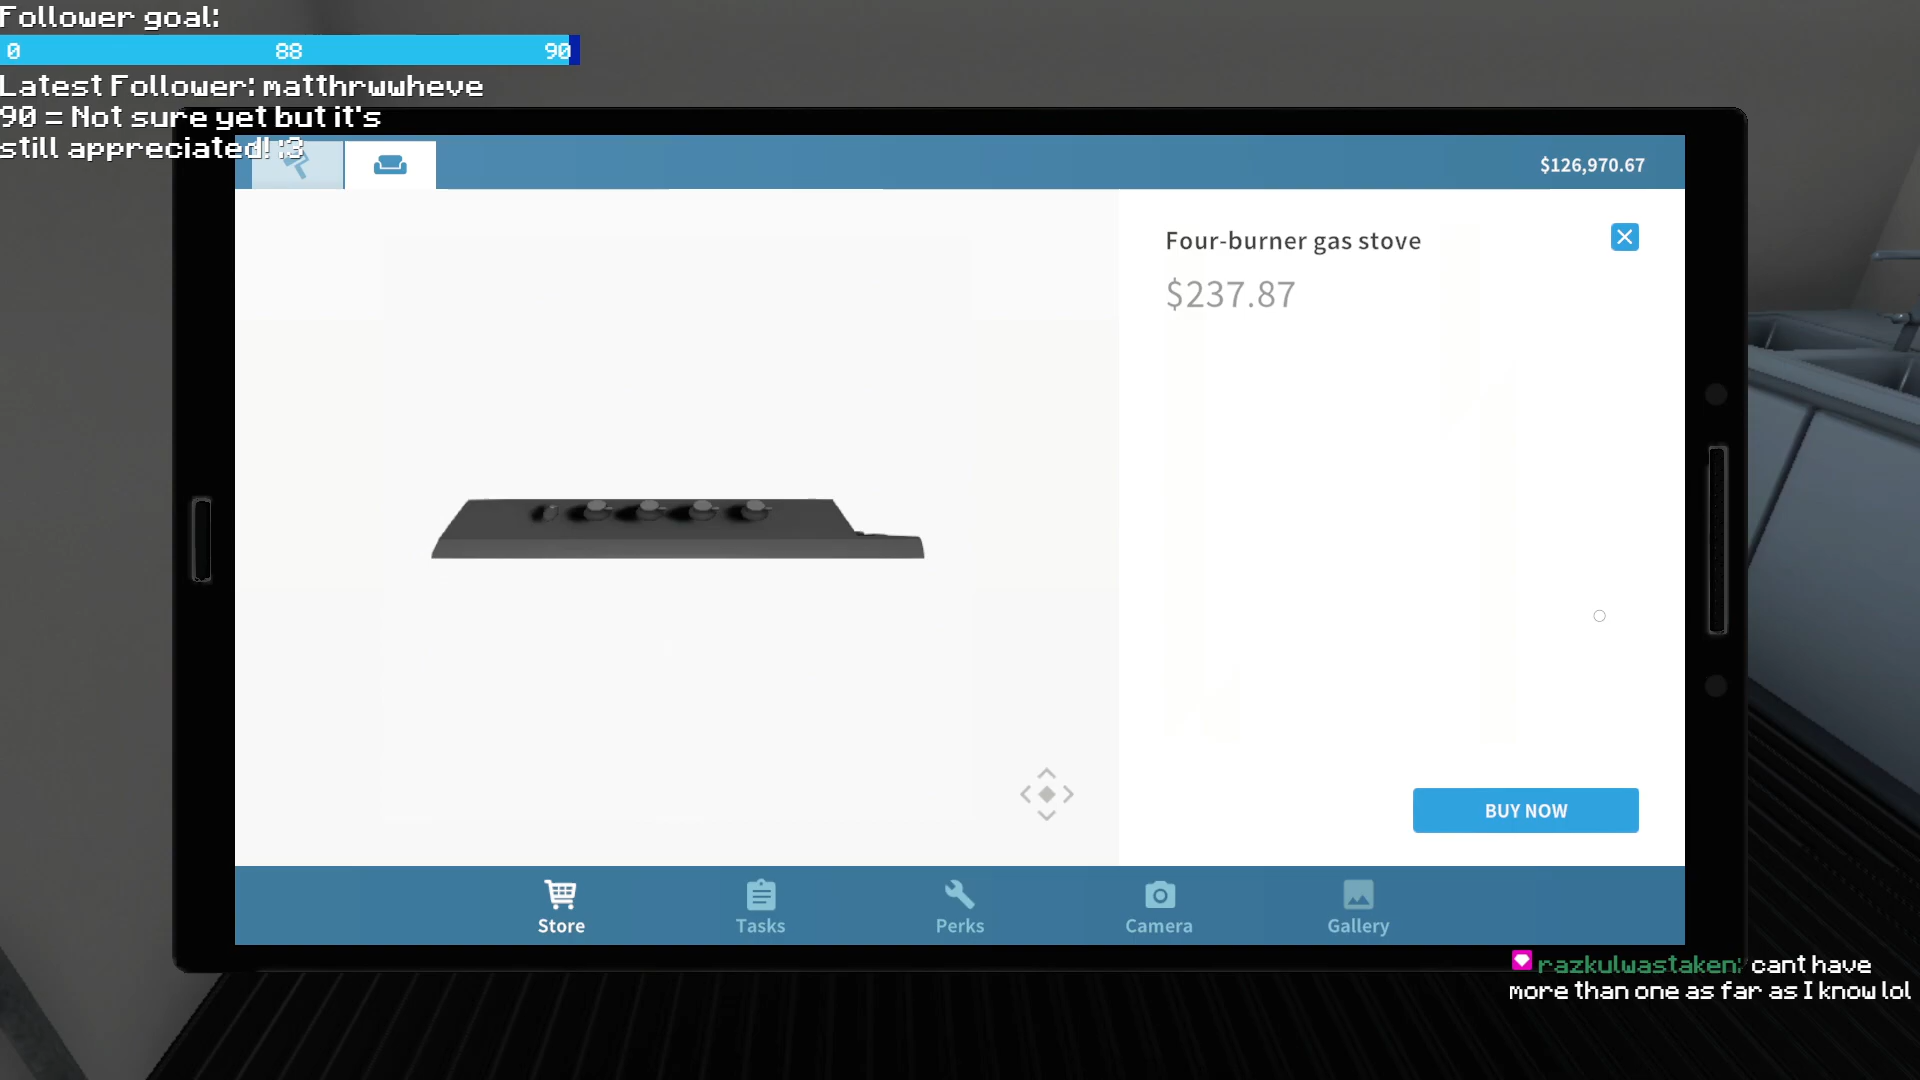 Follower goal:
0 88 90
Latest Follower: matthrwwheve
90 = Not sure yet but it's
still appreciated! :3
$126,970.67
Four-burner gas stove
$237.87
BUY NOW
Store Tasks Perks Camera Gallery
razkulwastaken: cant have
more than one as far as I know lol